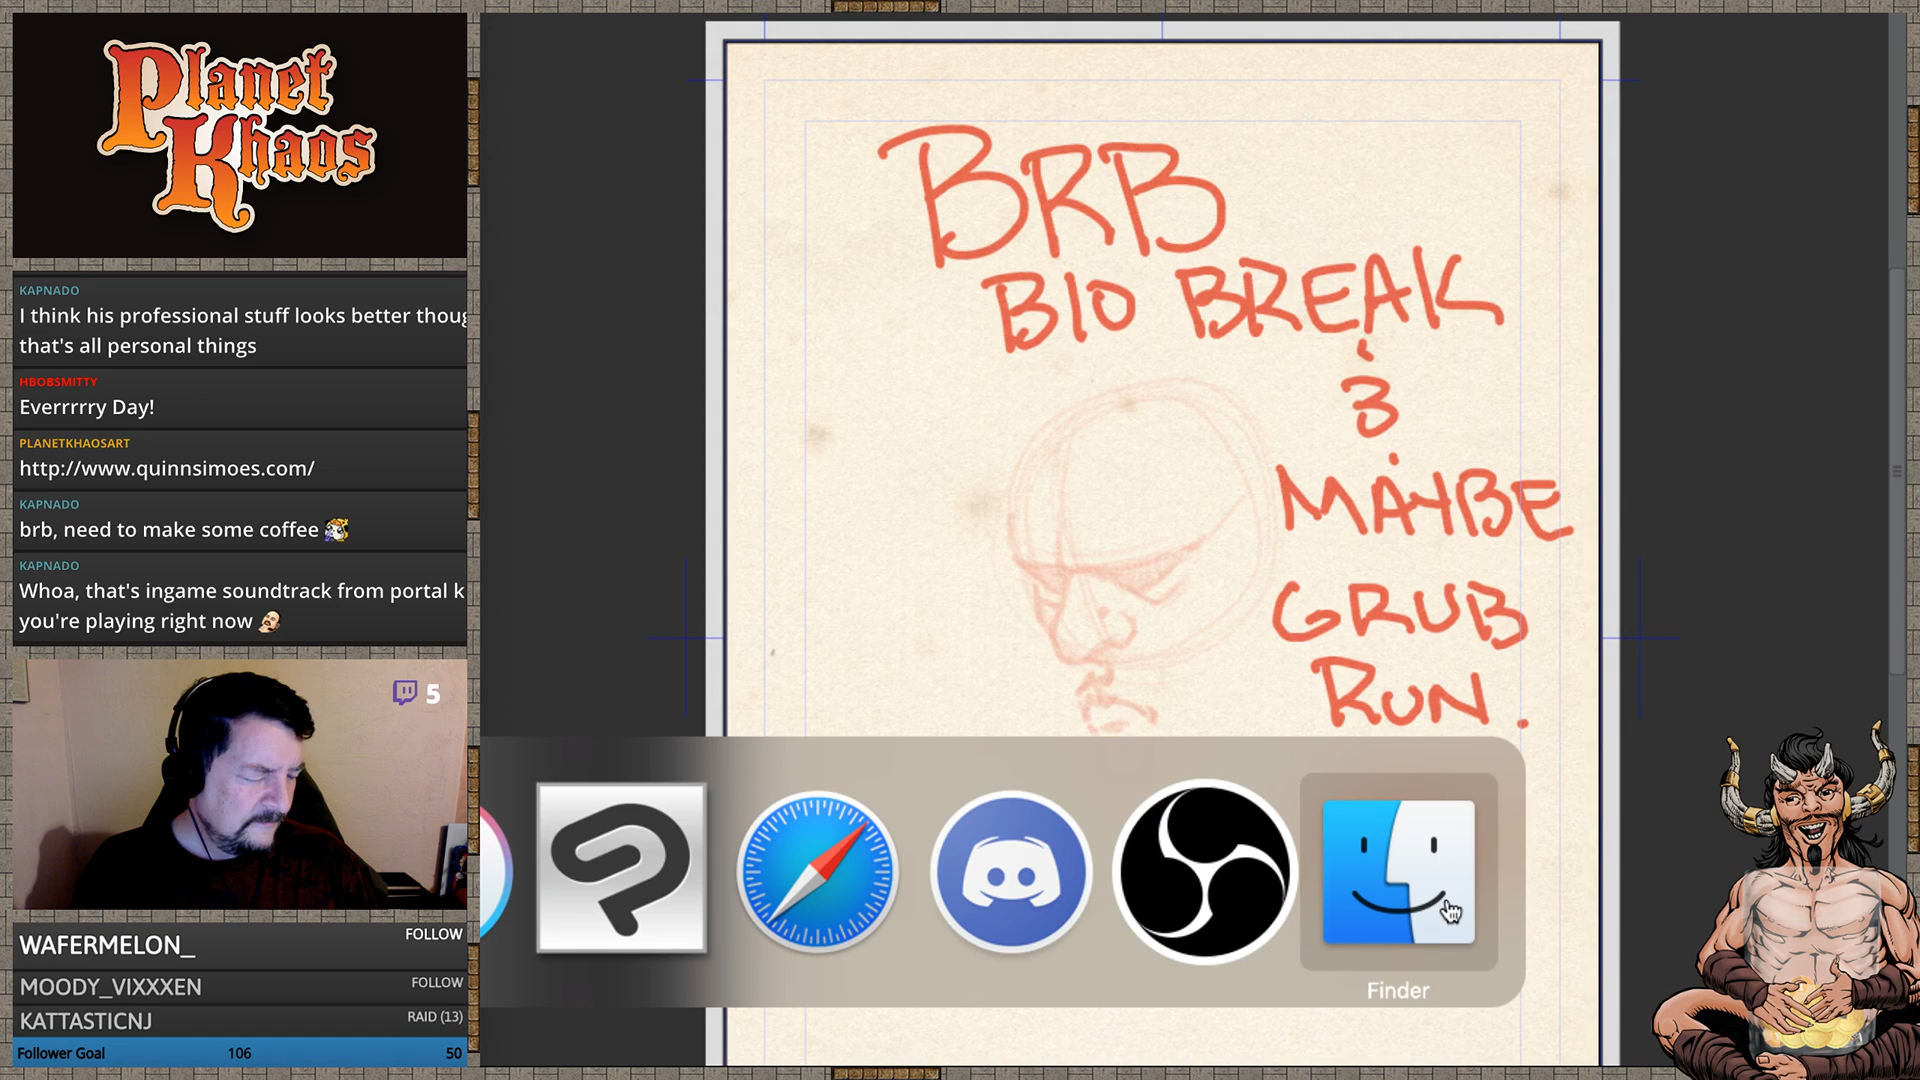 Planet
Khaos
KAPNADO
I think his professional stuff looks better thoug
that's all personal things
HBOBSMITTY
Everrrrry Day!
PLANETKHAOSART
http://www.quinnsimoes.com/
KAPNADO
brb, need to make some coffee
KAPNADO
Whoa, that's ingame soundtrack from portal k
you're playing right now
5
WAFERMELON_ FOLLOW
MOODY_VIXXXEN FOLLOW
KATTASTICNJ RAID (13)
Follower Goal 106 50
BRB
BIO BREAK
&
MAYBE
GRUB
RUN.
Finder